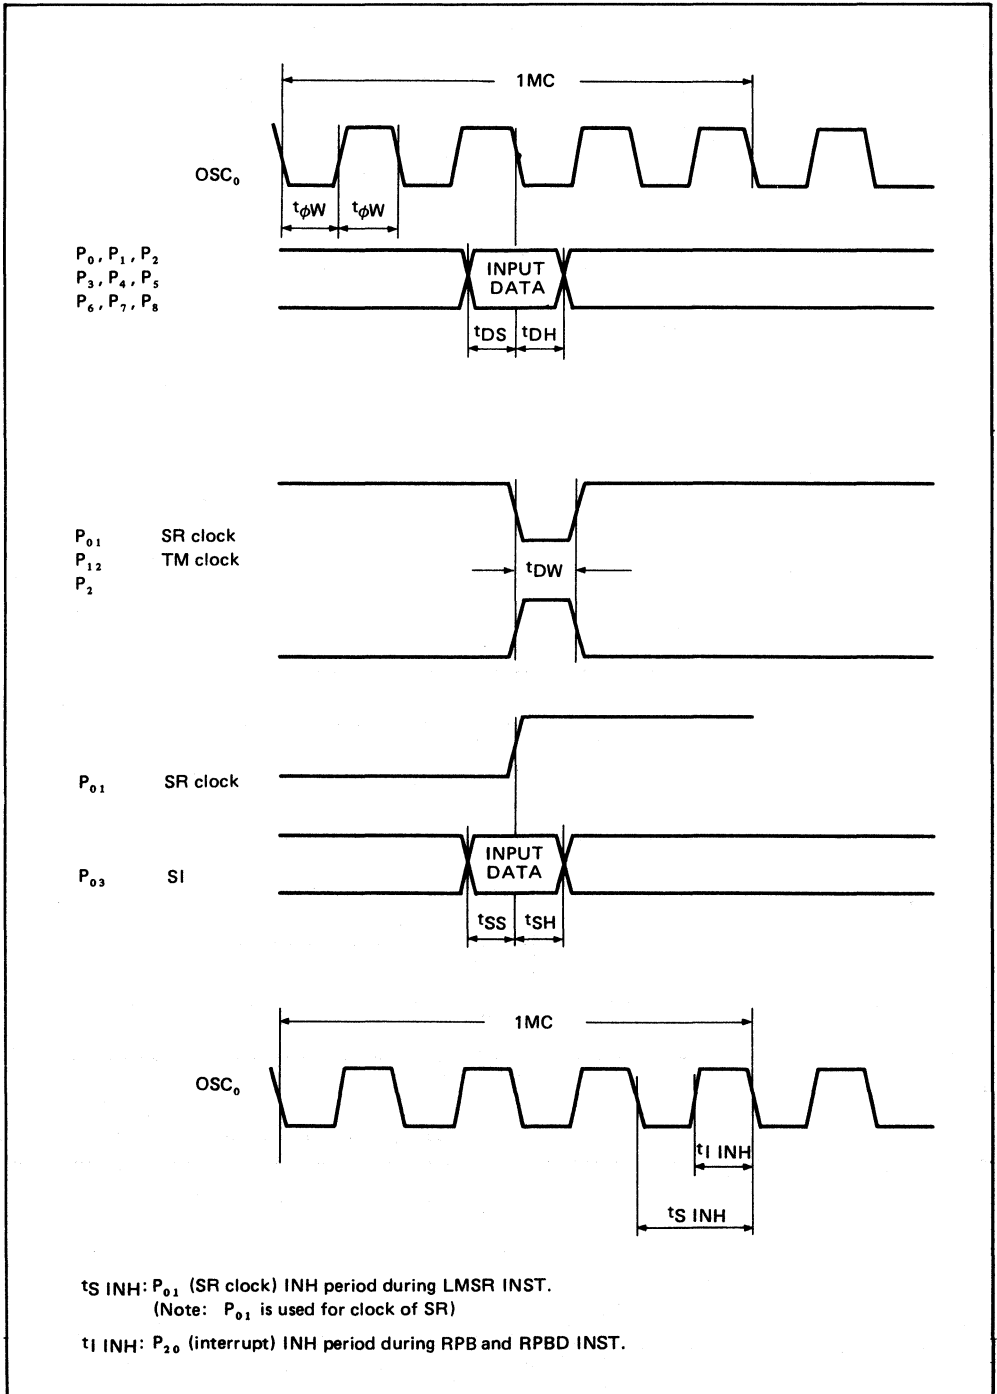 1MC
OSC₀
tφW tφW
P₀, P₁, P₂
P₃, P₄, P₅
P₆, P₇, P₈
INPUT
DATA
tDS tDH
P₀₁ SR clock
P₁₂ TM clock
P₂
tDW
P₀₁ SR clock
INPUT
DATA
P₀₃ SI
tSS tSH
1MC
OSC₀
tI INH
tS INH
tS INH: P₀₁ (SR clock) INH period during LMSR INST.
(Note: P₀₁ is used for clock of SR)
tI INH: P₂₀ (interrupt) INH period during RPB and RPBD INST.